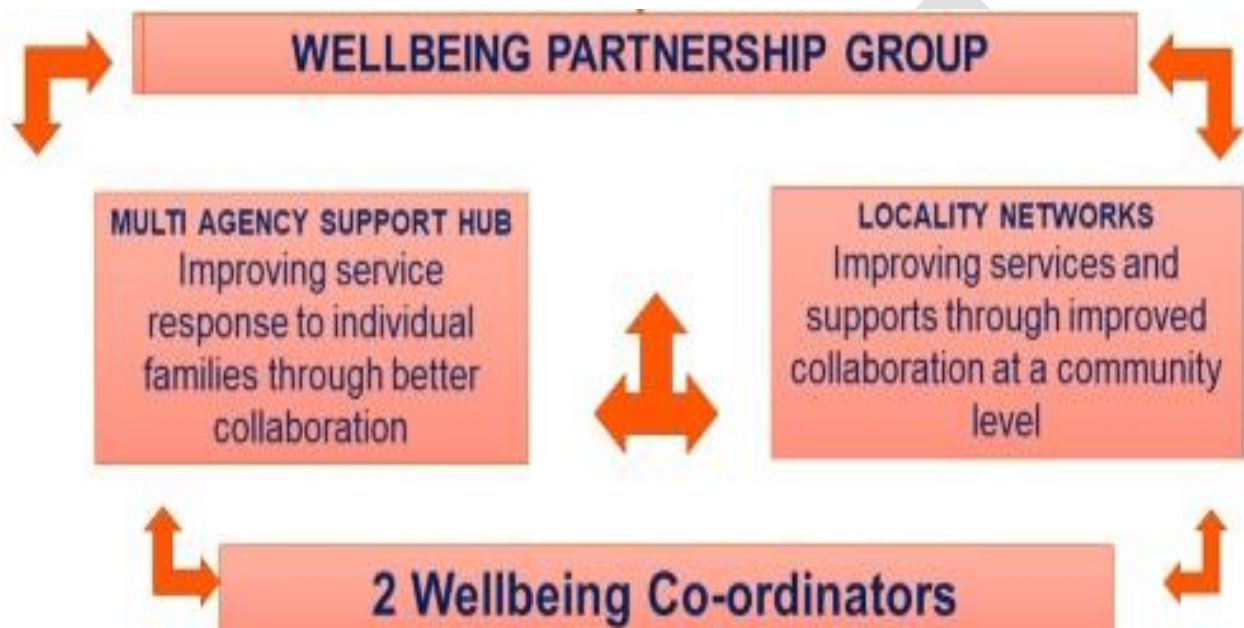 WELLBEING PARTNERSHIP GROUP
MULTI AGENCY SUPPORT HUB
Improving service
response to individual
families through better
collaboration
LOCALITY NETWORKS
Improving services and
supports through improved
collaboration at a community
level
2 Wellbeing Co-ordinators